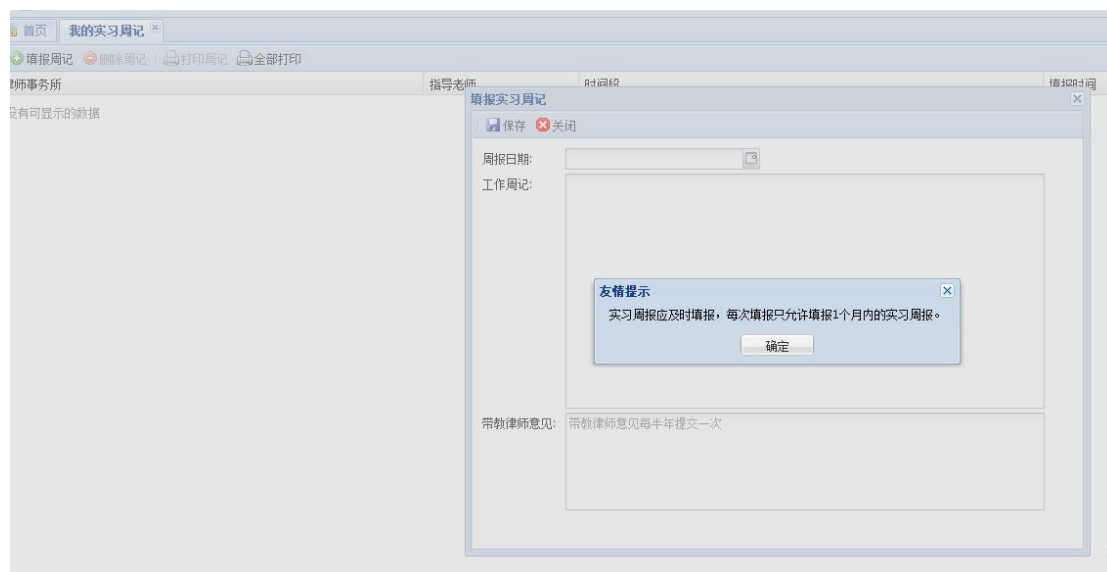 首页 我的实习周记
填报周记 删除周记 打印周记 全部打印
师事务所 指导老师 时间段 填报时间
没有可显示的数据
填报实习周记
保存 关闭
周报日期:
工作周记:
友情提示
实习周报应及时填报，每次填报只允许填报1个月内的实习周报。
确定
带教律师意见: 带教律师意见每半年提交一次